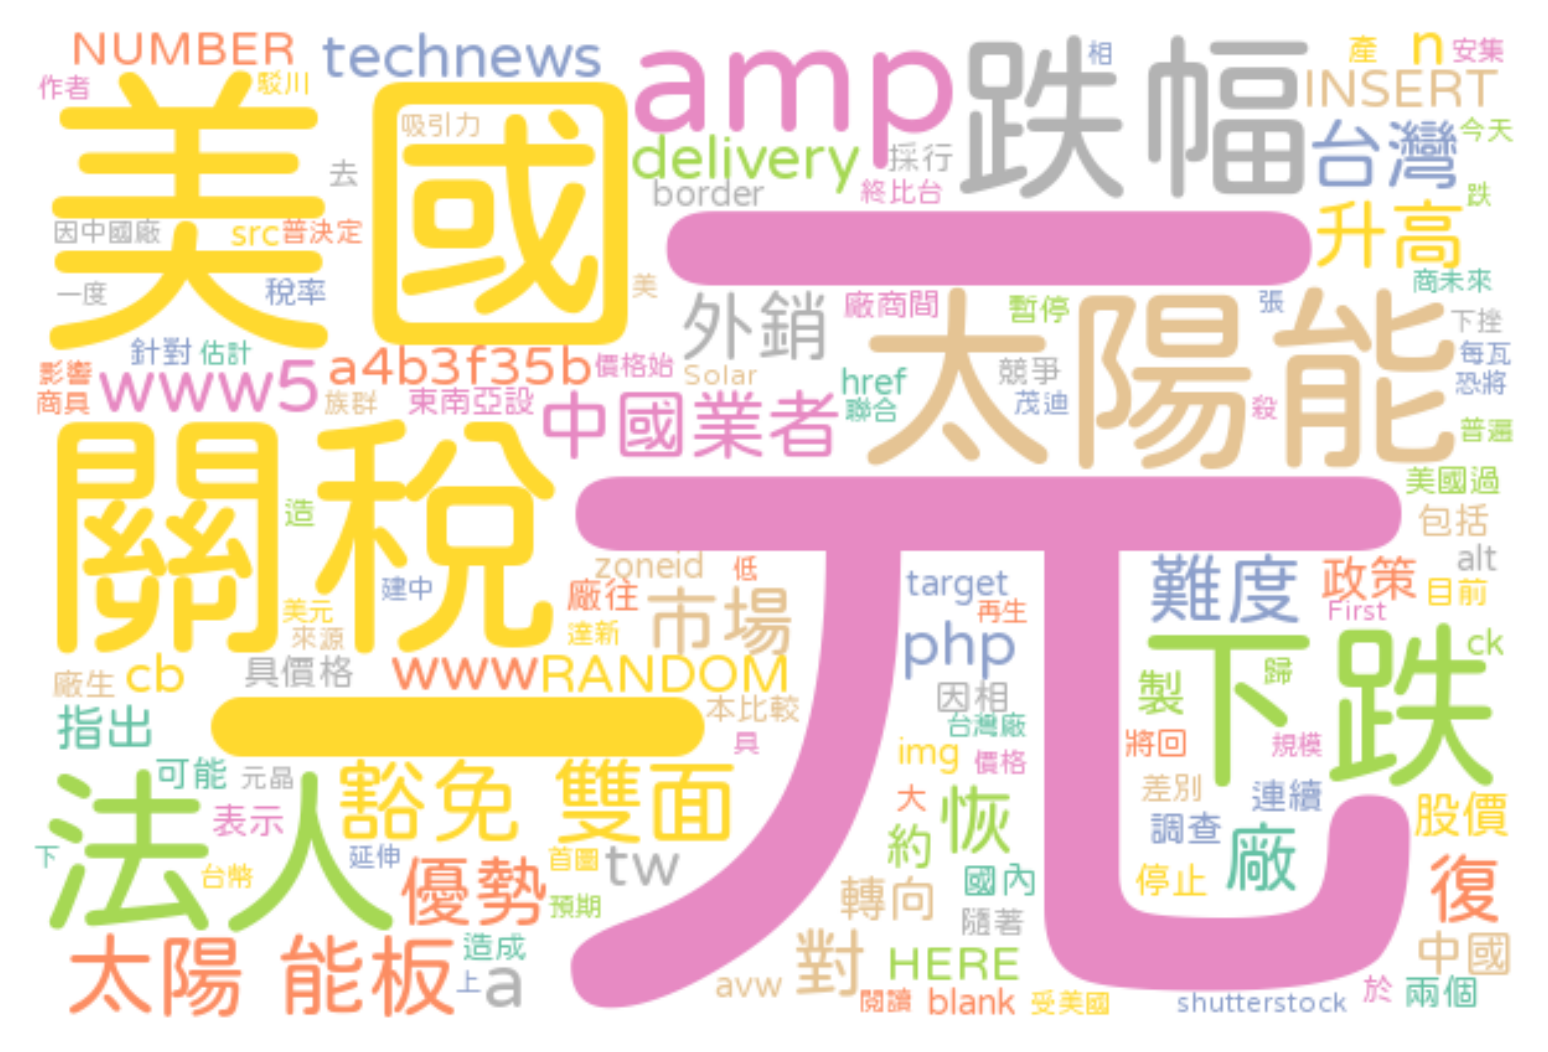 NUMBER
technews
amp
跌幅
相
產
n
安集
作者
駁川
INSERT
美國
吸引力
delivery
採行
台灣
今天
去
border
終比台
跌
因中國廠
src
普決定
升高
一度
稅率
美
商未來
外銷
廠商間
暫停
張
太陽能
下挫
針對
估計
影響
www5
a4b3f35b
價格始
Solar
競爭
每瓦
商具
族群
東南亞設
中國業者
href
聯合
茂迪
殺
恐將
普遍
關稅
造
元
美國過
包括
zoneid
低
target
難度
政策
alt
建中
廠往
市場
再生
First
目前
美元
來源
達新
php
下跌
ck
廠生
cb
具價格
www
RANDOM
因相
製
歸
指出
一
本比較
台灣廠
具
img
價格
將回
規模
可能
元晶
豁免
雙面
大
恢
差別
連續
法人
表示
約
調查
廠
股價
下
台幣
延伸
優勢
首圖
tw
國內
停止
復
預期
轉向
隨著
太陽
能板
造成
上
a
對
HERE
中國
avw
閱讀
blank
受美國
shutterstock
於
兩個